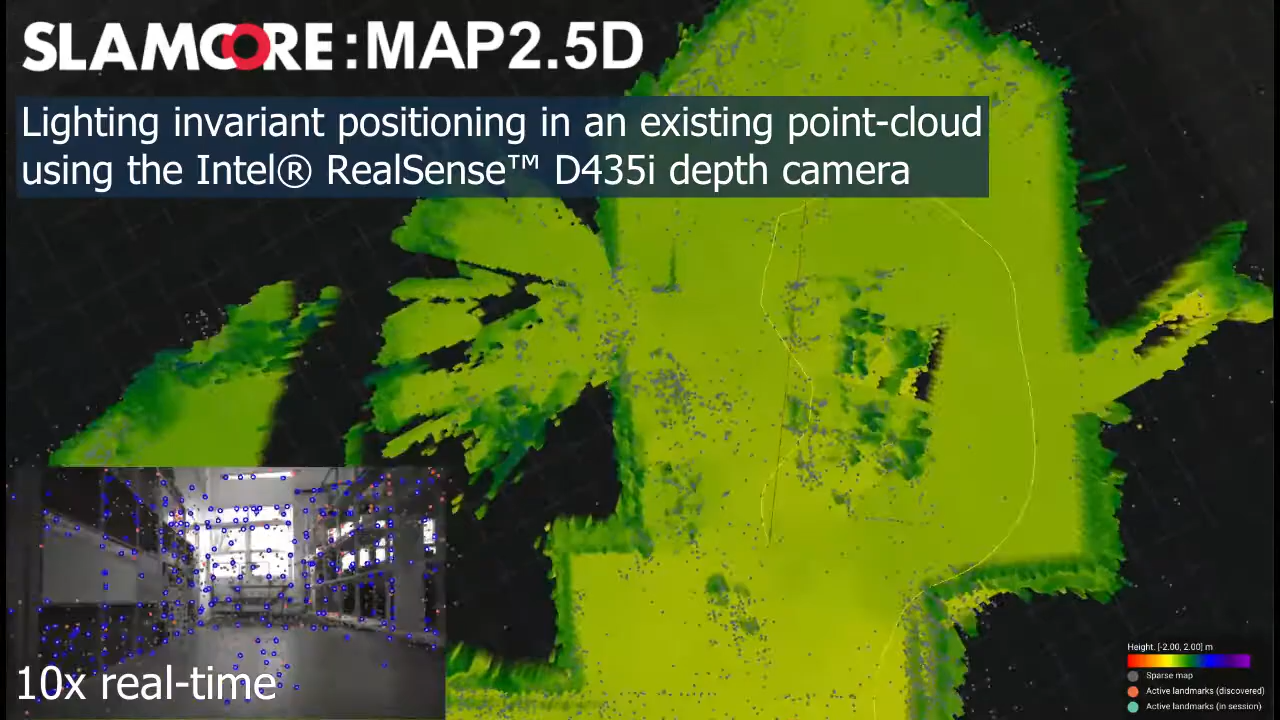 SLAMCORE:MAP2.5D
Lighting invariant positioning in an existing point-cloud
using the Intel® RealSense™ D435i depth camera
10x real-time
Height. [-2.00, 2.00] m
Sparse map
Active landmarks (discovered)
Active landmarks (in session)